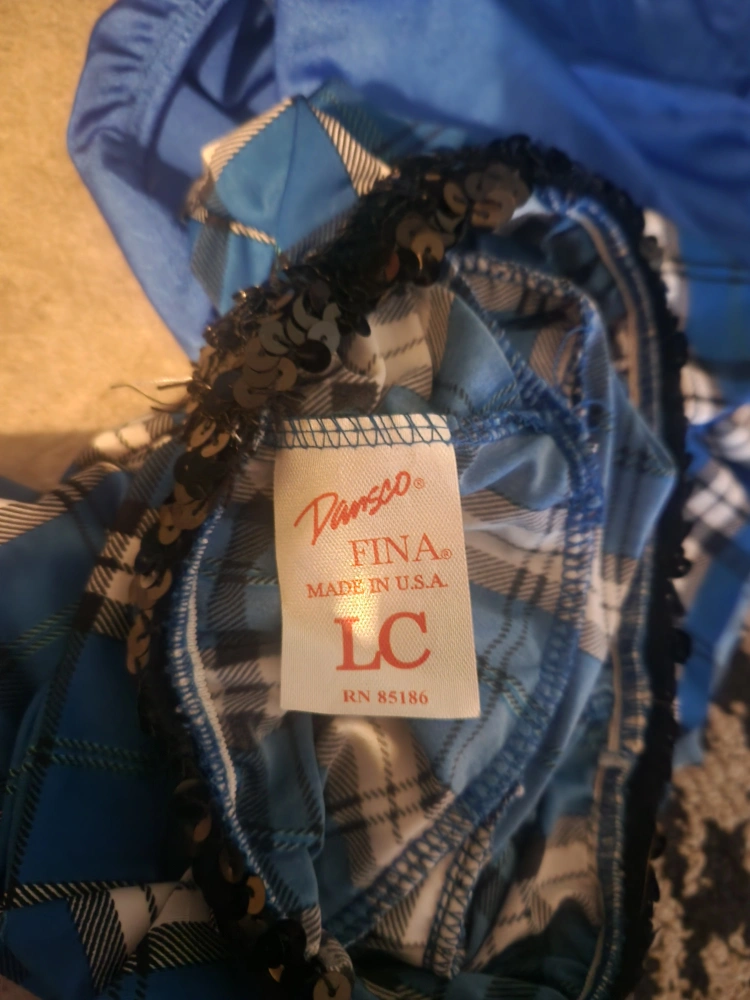 Dansco®
FINA®
MADE IN U.S.A.
LC
RN 85186